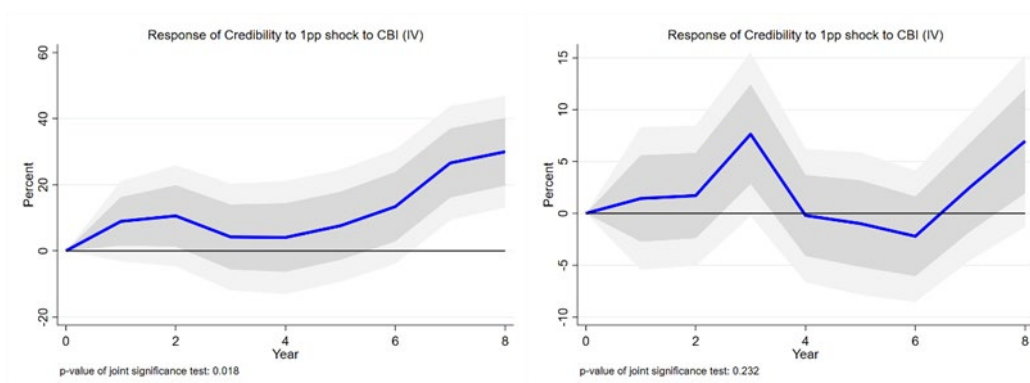 Response of Credibility to 1pp shock to CBI (IV)
60
40
20
0
-20
Percent
0 2 4 6 8
Year
p-value of joint significance test: 0.018
Response of Credibility to 1pp shock to CBI (IV)
15
10
5
0
-5
-10
Percent
0 2 4 6 8
Year
p-value of joint significance test: 0.232